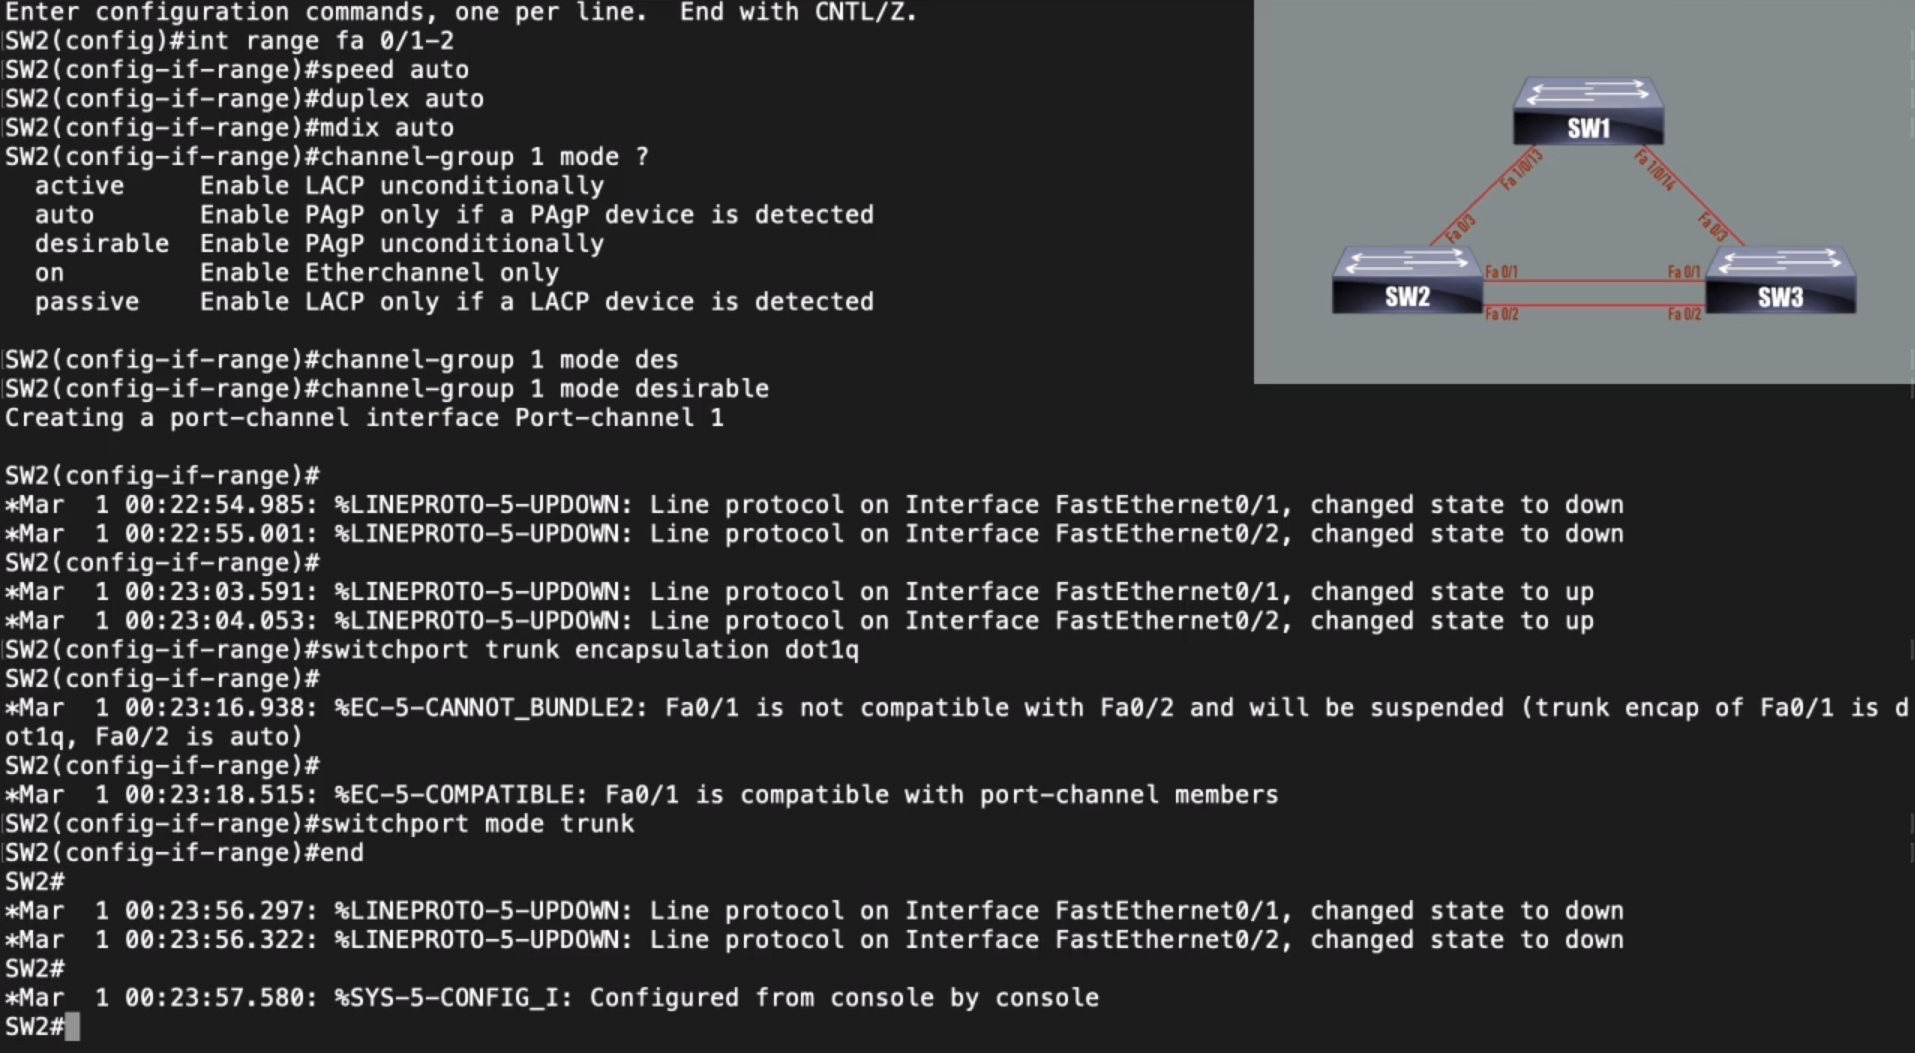 Enter configuration commands, one per line.  End with CNTL/Z.
SW2(config)#int range fa 0/1-2
SW2(config-if-range)#speed auto
SW2(config-if-range)#duplex auto
SW2(config-if-range)#mdix auto
SW2(config-if-range)#channel-group 1 mode ?
  active     Enable LACP unconditionally
  auto       Enable PAgP only if a PAgP device is detected
  desirable  Enable PAgP unconditionally
  on         Enable Etherchannel only
  passive    Enable LACP only if a LACP device is detected
SW2(config-if-range)#channel-group 1 mode des
SW2(config-if-range)#channel-group 1 mode desirable
Creating a port-channel interface Port-channel 1
SW2(config-if-range)#
*Mar  1 00:22:54.985: %LINEPROTO-5-UPDOWN: Line protocol on Interface FastEthernet0/1, changed state to down
*Mar  1 00:22:55.001: %LINEPROTO-5-UPDOWN: Line protocol on Interface FastEthernet0/2, changed state to down
SW2(config-if-range)#
*Mar  1 00:23:03.591: %LINEPROTO-5-UPDOWN: Line protocol on Interface FastEthernet0/1, changed state to up
*Mar  1 00:23:04.053: %LINEPROTO-5-UPDOWN: Line protocol on Interface FastEthernet0/2, changed state to up
SW2(config-if-range)#switchport trunk encapsulation dot1q
SW2(config-if-range)#
*Mar  1 00:23:16.938: %EC-5-CANNOT_BUNDLE2: Fa0/1 is not compatible with Fa0/2 and will be suspended (trunk encap of Fa0/1 is d
ot1q, Fa0/2 is auto)
SW2(config-if-range)#
*Mar  1 00:23:18.515: %EC-5-COMPATIBLE: Fa0/1 is compatible with port-channel members
SW2(config-if-range)#switchport mode trunk
SW2(config-if-range)#end
SW2#
*Mar  1 00:23:56.297: %LINEPROTO-5-UPDOWN: Line protocol on Interface FastEthernet0/1, changed state to down
*Mar  1 00:23:56.322: %LINEPROTO-5-UPDOWN: Line protocol on Interface FastEthernet0/2, changed state to down
SW2#
*Mar  1 00:23:57.580: %SYS-5-CONFIG_I: Configured from console by console
SW2#
SW1
Fa 1/0/13
Fa 1/0/14
Fa 0/3
Fa 0/3
SW2
Fa 0/1
Fa 0/1
SW3
Fa 0/2
Fa 0/2